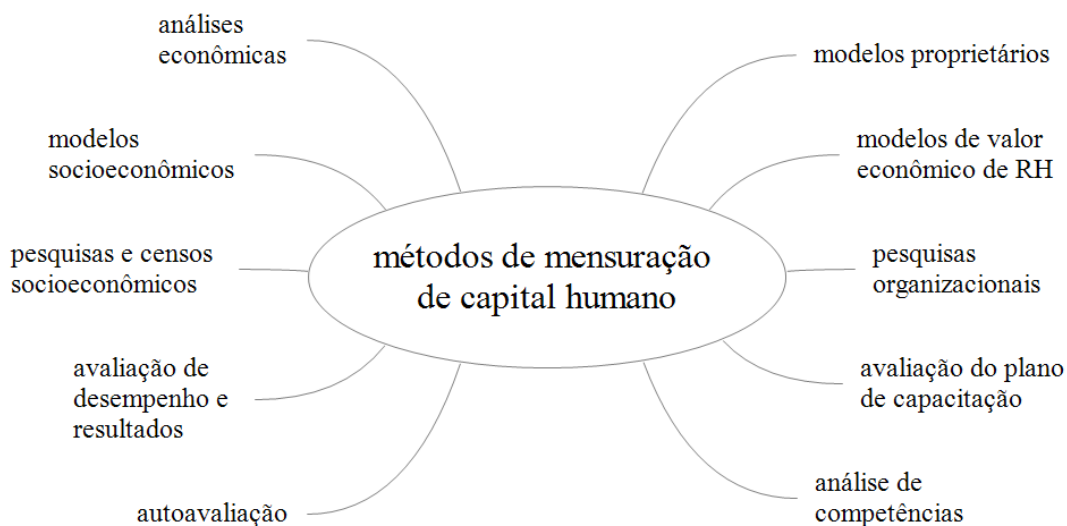 análises
econômicas
modelos
socioeconômicos
pesquisas e censos
socioeconômicos
avaliação de
desempenho e
resultados
autoavaliação
métodos de mensuração
de capital humano
modelos proprietários
modelos de valor
econômico de RH
pesquisas
organizacionais
avaliação do plano
de capacitação
análise de
competências